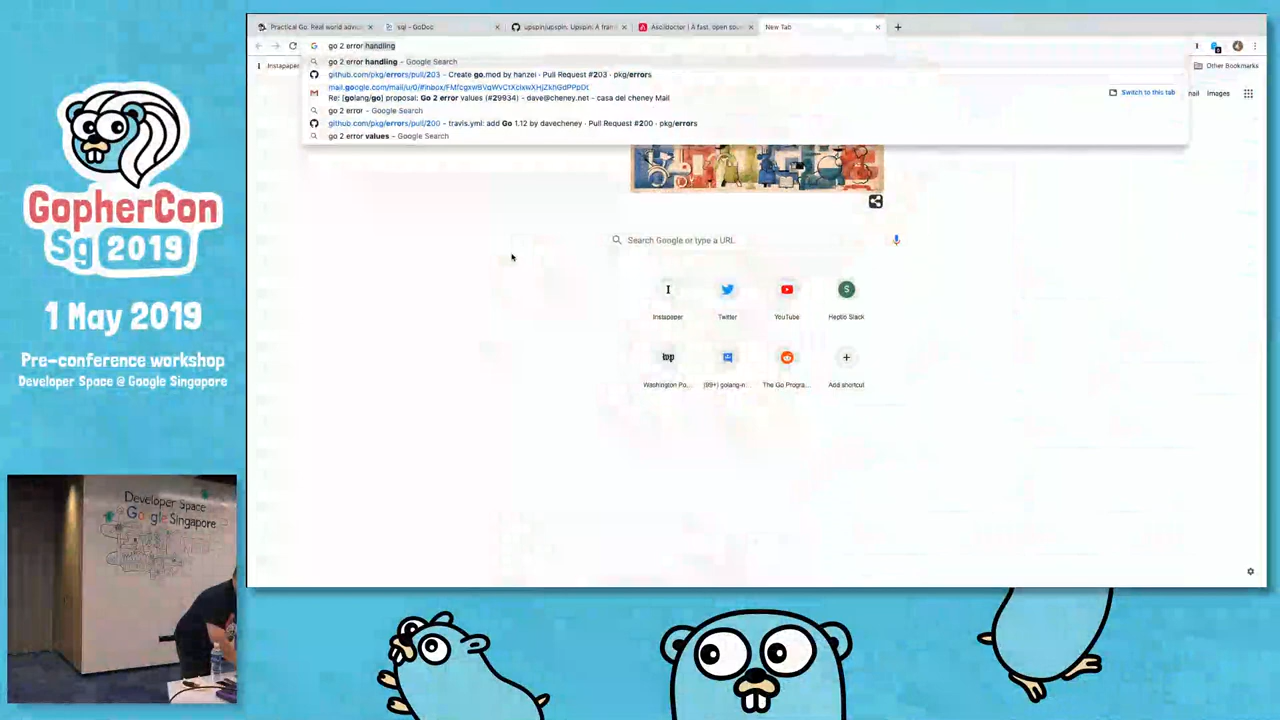 Practical Go: Real world advic
sql - GoDoc
upspin/upspin: Upspin: A fram
Asciidoctor | A fast, open sour
New Tab
go 2 error handling
Instapaper
Other Bookmarks
go 2 error handling - Google Search
github.com/pkg/errors/pull/203 - Create go.mod by hanzei · Pull Request #203 · pkg/errors
Re: [golang/go] proposal: Go 2 error values (#29934) - dave@cheney.net - casa del cheney Mail
Switch to this tab
Images
go 2 error - Google Search
github.com/pkg/errors/pull/200 - travis.yml: add Go 1.12 by davecheney · Pull Request #200 · pkg/errors
go 2 error values - Google Search
Search Google or type a URL
Instapaper
Twitter
YouTube
S
Heptio Slack
Washington Po...
(99+) golang-n...
The Go Progra...
Add shortcut
GopherCon
Sg 2019
1 May 2019
Pre-conference workshop
Developer Space @ Google Singapore
Developer Space
Google Singapore